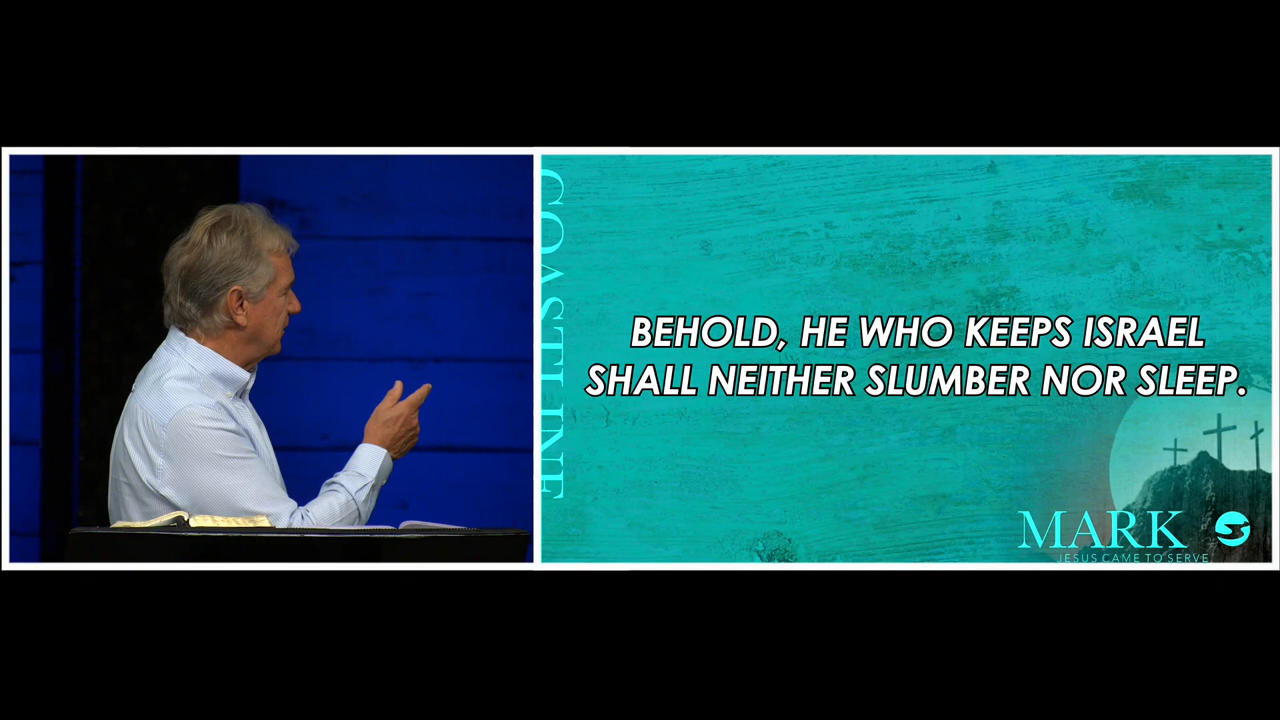 COASTLINE
BEHOLD, HE WHO KEEPS ISRAEL
SHALL NEITHER SLUMBER NOR SLEEP.
MARK
JESUS CAME TO SERVE